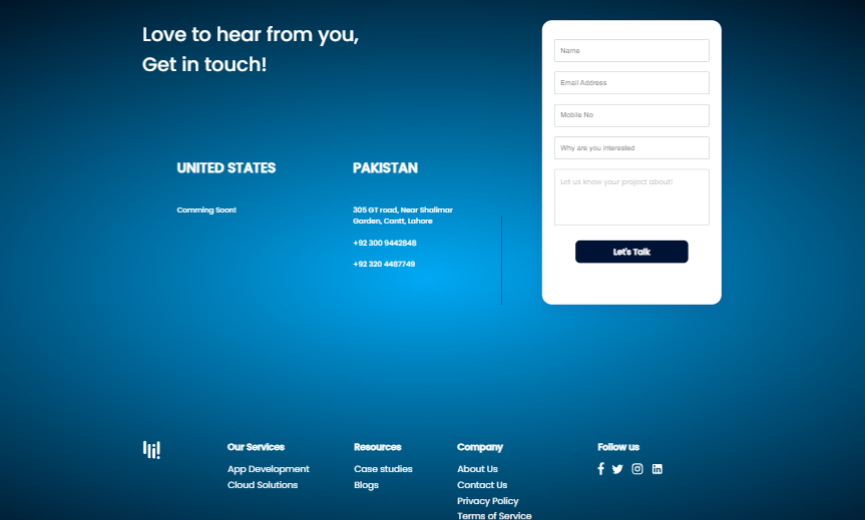 Love to hear from you,
Get in touch!
Name
Email Address
Mobile No
Why are you interested
Let us know your project about!
Let's Talk
UNITED STATES
Comming Soon!
PAKISTAN
305 GT road, Near Shalimar
Garden, Cantt, Lahore
+92 300 9442848
+92 320 4487749
Our Services
App Development
Cloud Solutions
Resources
Case studies
Blogs
Company
About Us
Contact Us
Privacy Policy
Terms of Service
Follow us